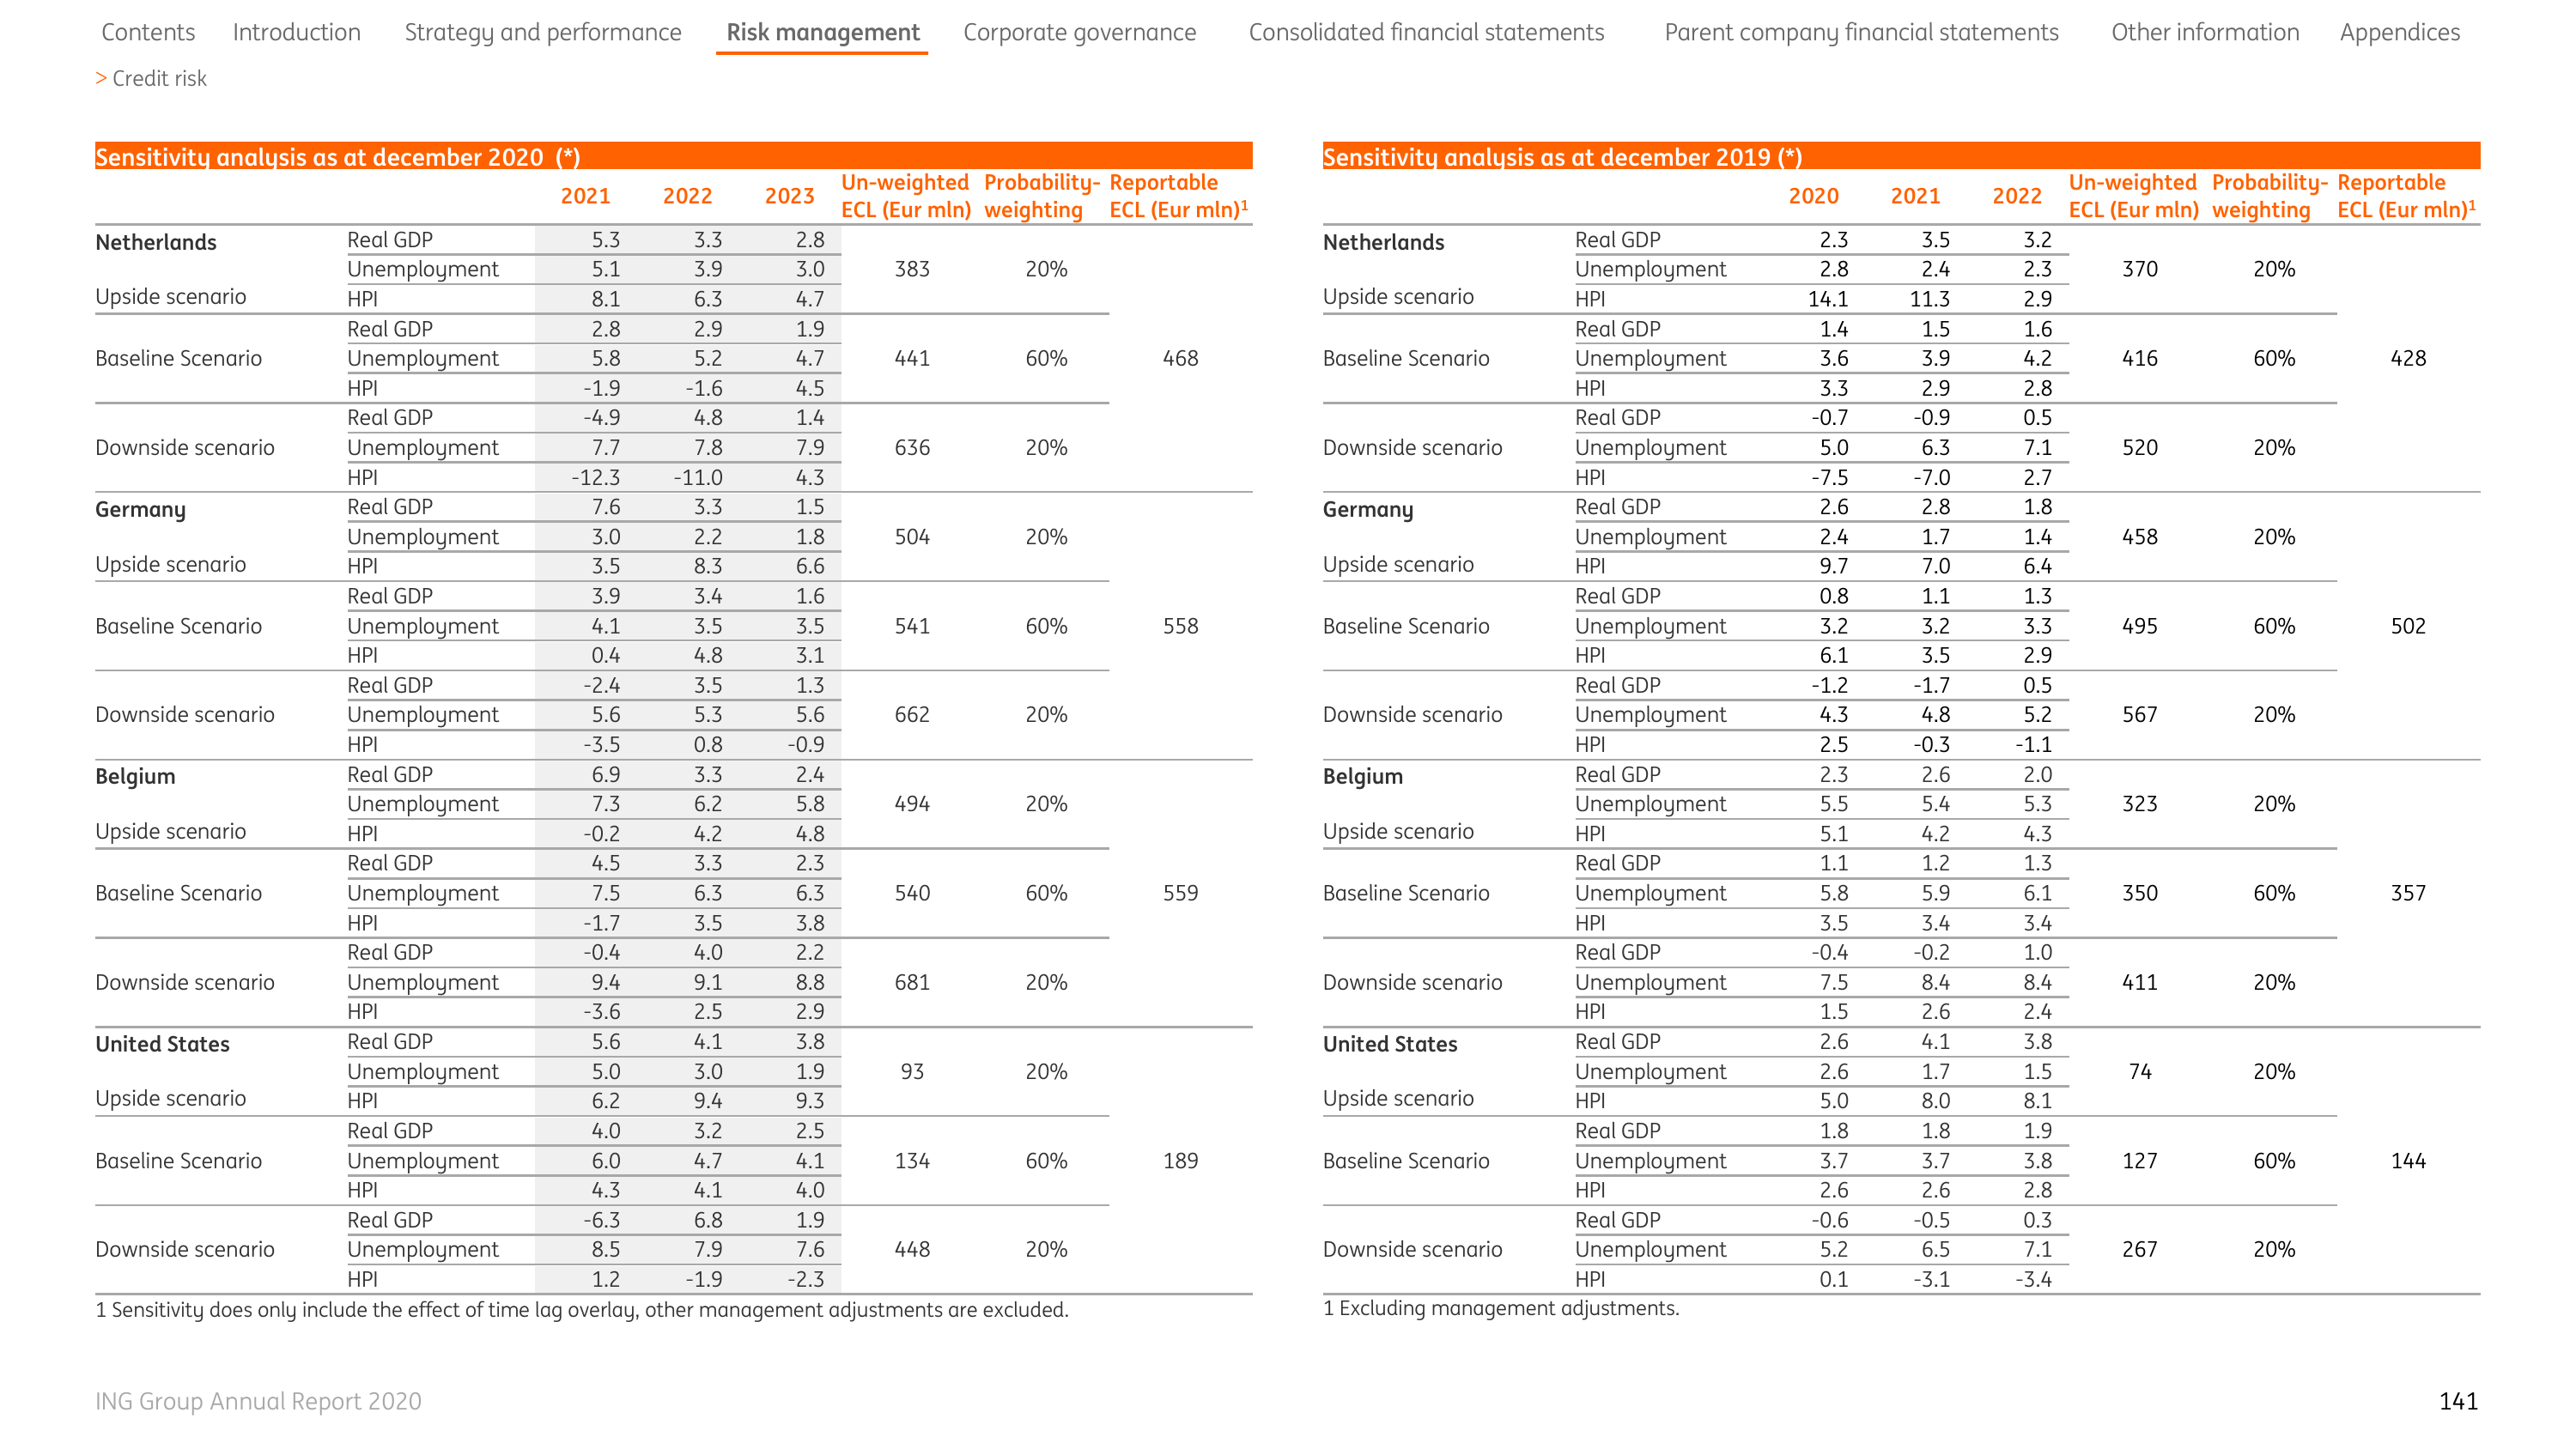 Contents Introduction Strategy and performance Risk management Corporate governance Consolidated financial statements Parent company financial statements Other information Appendices
> Credit risk
Sensitivity analysis as at december 2020 (*)
2021 2022 2023 Un-weighted ECL (Eur mln) Probability-weighting Reportable ECL (Eur mln)1
Netherlands Real GDP 5.3 3.3 2.8
Unemployment 5.1 3.9 3.0 383 20%
Upside scenario HPI 8.1 6.3 4.7
Real GDP 2.8 2.9 1.9
Baseline Scenario Unemployment 5.8 5.2 4.7 441 60% 468
HPI -1.9 -1.6 4.5
Real GDP -4.9 4.8 1.4
Downside scenario Unemployment 7.7 7.8 7.9 636 20%
HPI -12.3 -11.0 4.3
Germany Real GDP 7.6 3.3 1.5
Unemployment 3.0 2.2 1.8 504 20%
Upside scenario HPI 3.5 8.3 6.6
Real GDP 3.9 3.4 1.6
Baseline Scenario Unemployment 4.1 3.5 3.5 541 60% 558
HPI 0.4 4.8 3.1
Real GDP -2.4 3.5 1.3
Downside scenario Unemployment 5.6 5.3 5.6 662 20%
HPI -3.5 0.8 -0.9
Belgium Real GDP 6.9 3.3 2.4
Unemployment 7.3 6.2 5.8 494 20%
Upside scenario HPI -0.2 4.2 4.8
Real GDP 4.5 3.3 2.3
Baseline Scenario Unemployment 7.5 6.3 6.3 540 60% 559
HPI -1.7 3.5 3.8
Real GDP -0.4 4.0 2.2
Downside scenario Unemployment 9.4 9.1 8.8 681 20%
HPI -3.6 2.5 2.9
United States Real GDP 5.6 4.1 3.8
Unemployment 5.0 3.0 1.9 93 20%
Upside scenario HPI 6.2 9.4 9.3
Real GDP 4.0 3.2 2.5
Baseline Scenario Unemployment 6.0 4.7 4.1 134 60% 189
HPI 4.3 4.1 4.0
Real GDP -6.3 6.8 1.9
Downside scenario Unemployment 8.5 7.9 7.6 448 20%
HPI 1.2 -1.9 -2.3
1 Sensitivity does only include the effect of time lag overlay, other management adjustments are excluded.
Sensitivity analysis as at december 2019 (*)
2020 2021 2022 Un-weighted ECL (Eur mln) Probability-weighting Reportable ECL (Eur mln)1
Netherlands Real GDP 2.3 3.5 3.2
Unemployment 2.8 2.4 2.3 370 20%
Upside scenario HPI 14.1 11.3 2.9
Real GDP 1.4 1.5 1.6
Baseline Scenario Unemployment 3.6 3.9 4.2 416 60% 428
HPI 3.3 2.9 2.8
Real GDP -0.7 -0.9 0.5
Downside scenario Unemployment 5.0 6.3 7.1 520 20%
HPI -7.5 -7.0 2.7
Germany Real GDP 2.6 2.8 1.8
Unemployment 2.4 1.7 1.4 458 20%
Upside scenario HPI 9.7 7.0 6.4
Real GDP 0.8 1.1 1.3
Baseline Scenario Unemployment 3.2 3.2 3.3 495 60% 502
HPI 6.1 3.5 2.9
Real GDP -1.2 -1.7 0.5
Downside scenario Unemployment 4.3 4.8 5.2 567 20%
HPI 2.5 -0.3 -1.1
Belgium Real GDP 2.3 2.6 2.0
Unemployment 5.5 5.4 5.3 323 20%
Upside scenario HPI 5.1 4.2 4.3
Real GDP 1.1 1.2 1.3
Baseline Scenario Unemployment 5.8 5.9 6.1 350 60% 357
HPI 3.5 3.4 3.4
Real GDP -0.4 -0.2 1.0
Downside scenario Unemployment 7.5 8.4 8.4 411 20%
HPI 1.5 2.6 2.4
United States Real GDP 2.6 4.1 3.8
Unemployment 2.6 1.7 1.5 74 20%
Upside scenario HPI 5.0 8.0 8.1
Real GDP 1.8 1.8 1.9
Baseline Scenario Unemployment 3.7 3.7 3.8 127 60% 144
HPI 2.6 2.6 2.8
Real GDP -0.6 -0.5 0.3
Downside scenario Unemployment 5.2 6.5 7.1 267 20%
HPI 0.1 -3.1 -3.4
1 Excluding management adjustments.
ING Group Annual Report 2020 141